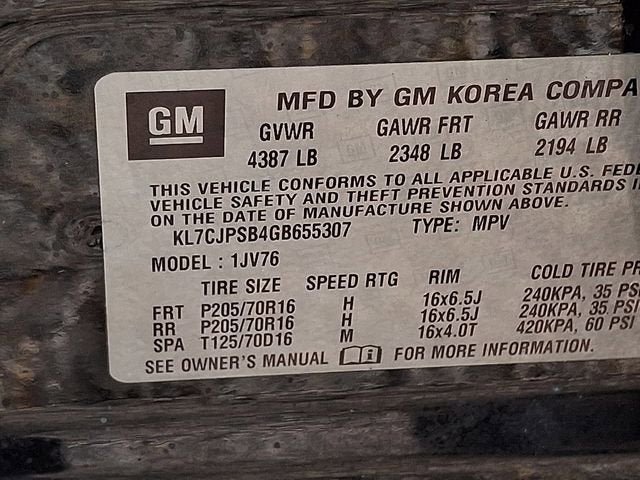 GM
MFD BY GM KOREA COMPA
GVWR GAWR FRT GAWR RR
4387 LB 2348 LB 2194 LB
THIS VEHICLE CONFORMS TO ALL APPLICABLE U.S. FEDE
VEHICLE SAFETY AND THEFT PREVENTION STANDARDS I
ON THE DATE OF MANUFACTURE SHOWN ABOVE.
KL7CJPSB4GB655307 TYPE: MPV
MODEL : 1JV76
TIRE SIZE SPEED RTG RIM COLD TIRE PR
FRT P205/70R16 H 16x6.5J 240KPA, 35 PSI
RR P205/70R16 H 16x6.5J 240KPA, 35 PSI
SPA T125/70D16 M 16x4.0T 420KPA, 60 PSI
SEE OWNER'S MANUAL i FOR MORE INFORMATION.